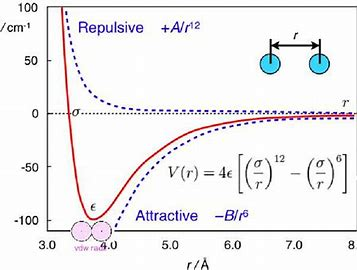 100
/cm⁻¹
Repulsive +A/r¹²
r
50
0
σ
r
-50
V(r) = 4ϵ [(σ/r)¹² − (σ/r)⁶]
ϵ
Attractive −B/r⁶
-100
vdw radii
3.0 4.0 5.0 6.0 7.0 8.
r/Å